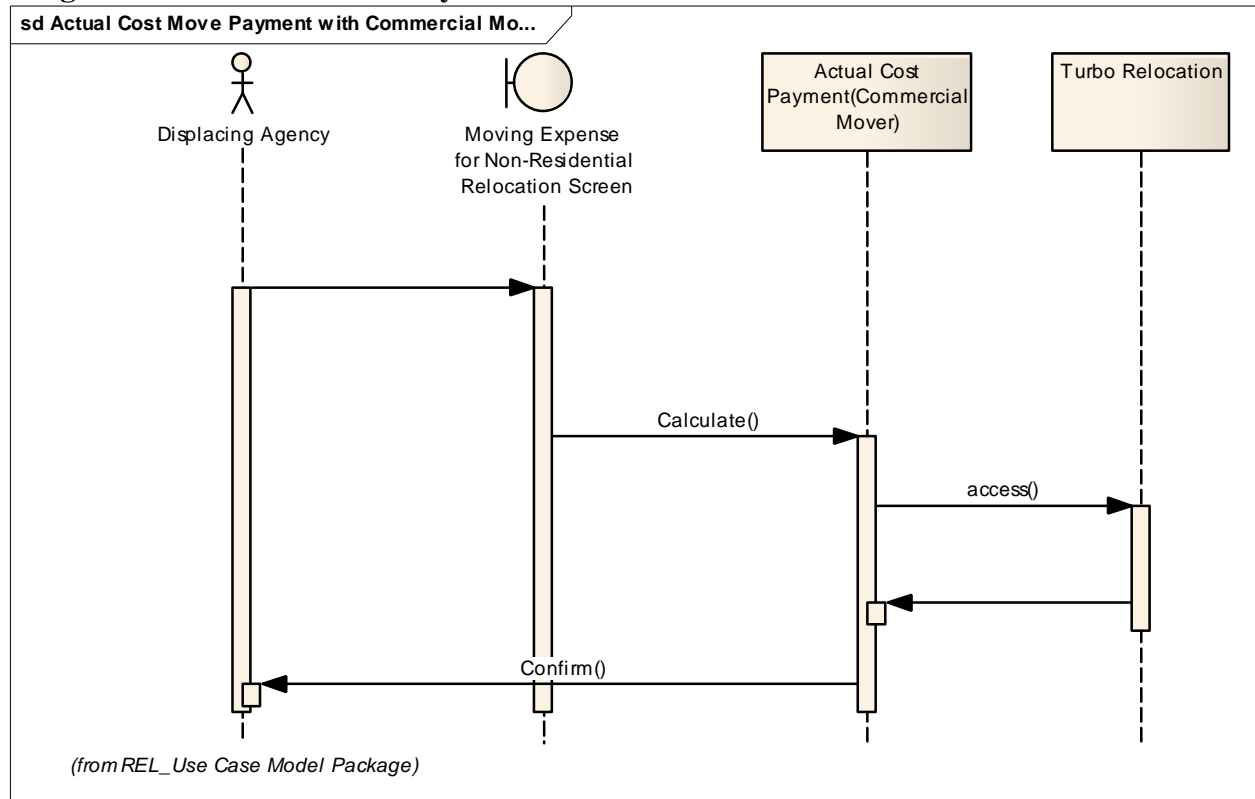 sd Actual Cost Move Payment with Commercial Mo...
Displacing Agency
Moving Expense
for Non-Residential
Relocation Screen
Actual Cost
Payment(Commercial
Mover)
Turbo Relocation
Calculate()
access()
Confirm()
(from REL_Use Case Model Package)